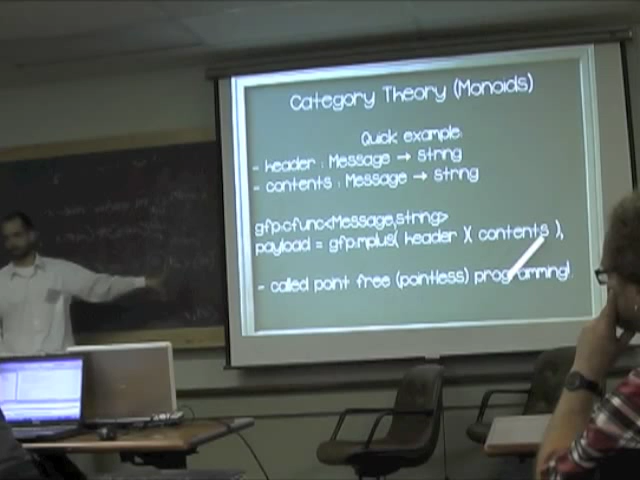 Category Theory (Monoids)
Quick example:
- header : Message → string
- contents : Message → string
gfp::cfunc<Message,string>
payload = gfp::mplus( header )( contents );
- called point free (pointless) programming!